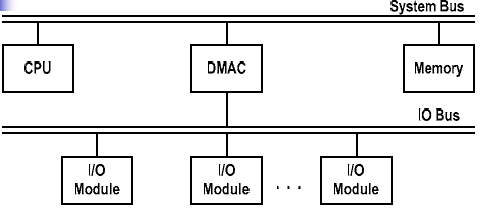 System Bus
CPU
DMAC
Memory
IO Bus
I/O
Module
I/O
Module
. . .
I/O
Module